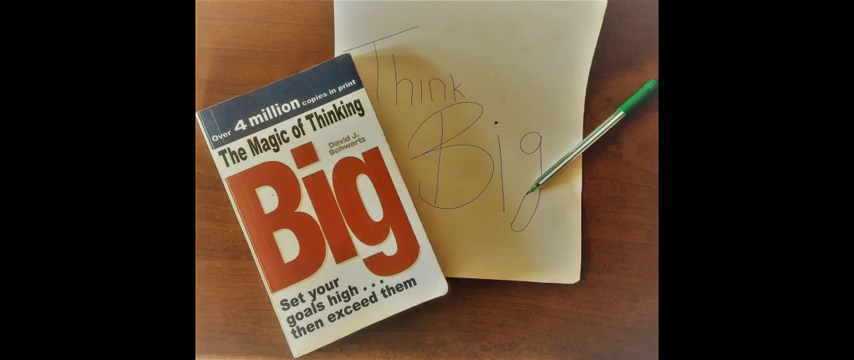 Over 4 million copies in print
The Magic of Thinking
David J.
Schwartz
Big
Set your
goals high . . .
then exceed them
Think
Big